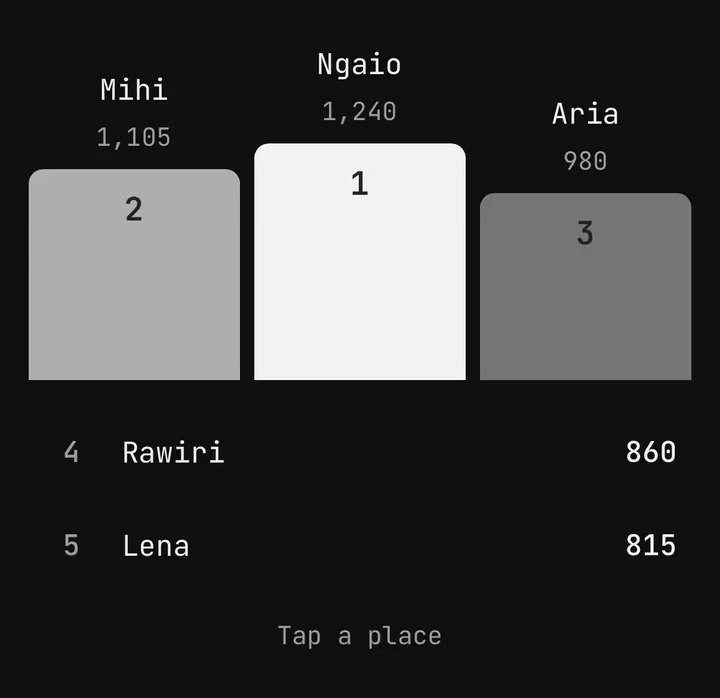 Mihi
1,105
2
Ngaio
1,240
1
Aria
980
3
4 Rawiri 860
5 Lena 815
Tap a place